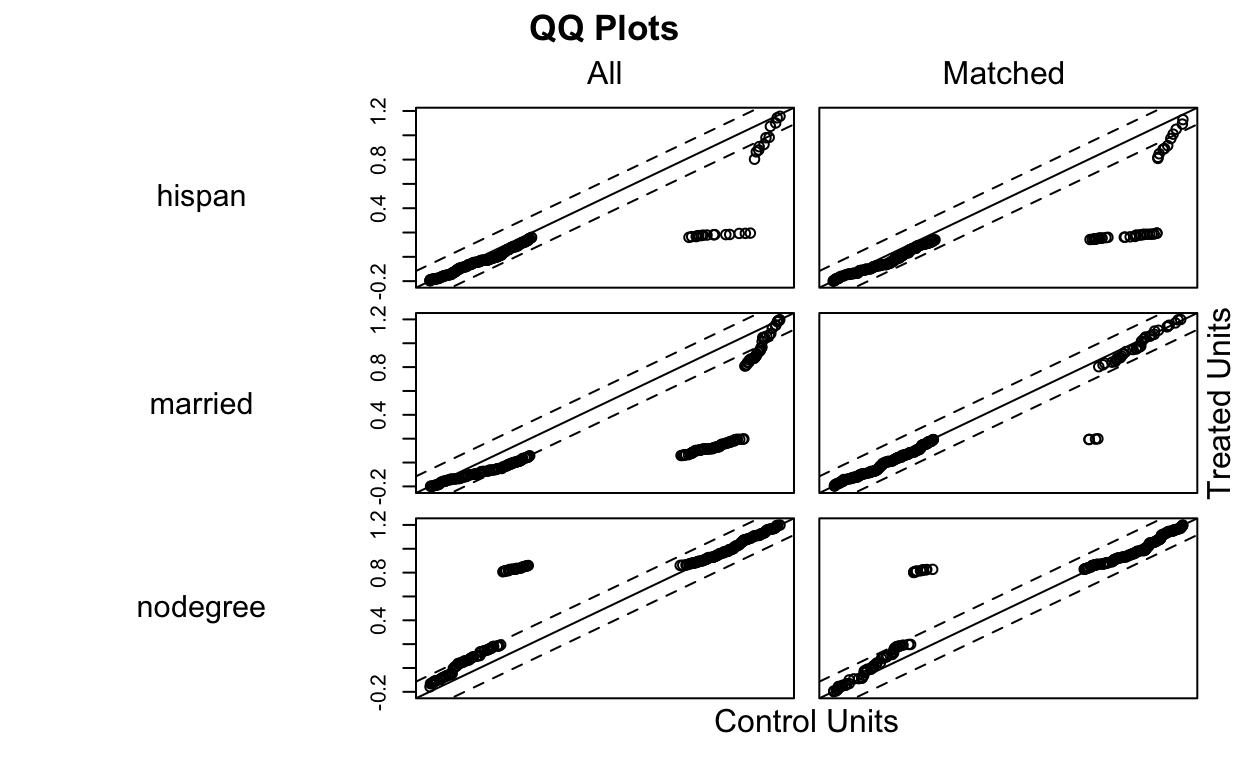 QQ Plots
All Matched
hispan
1.2
0.8
0.4
-0.2
married
1.2
0.8
0.4
-0.2
nodegree
1.2
0.8
0.4
-0.2
Treated Units
Control Units